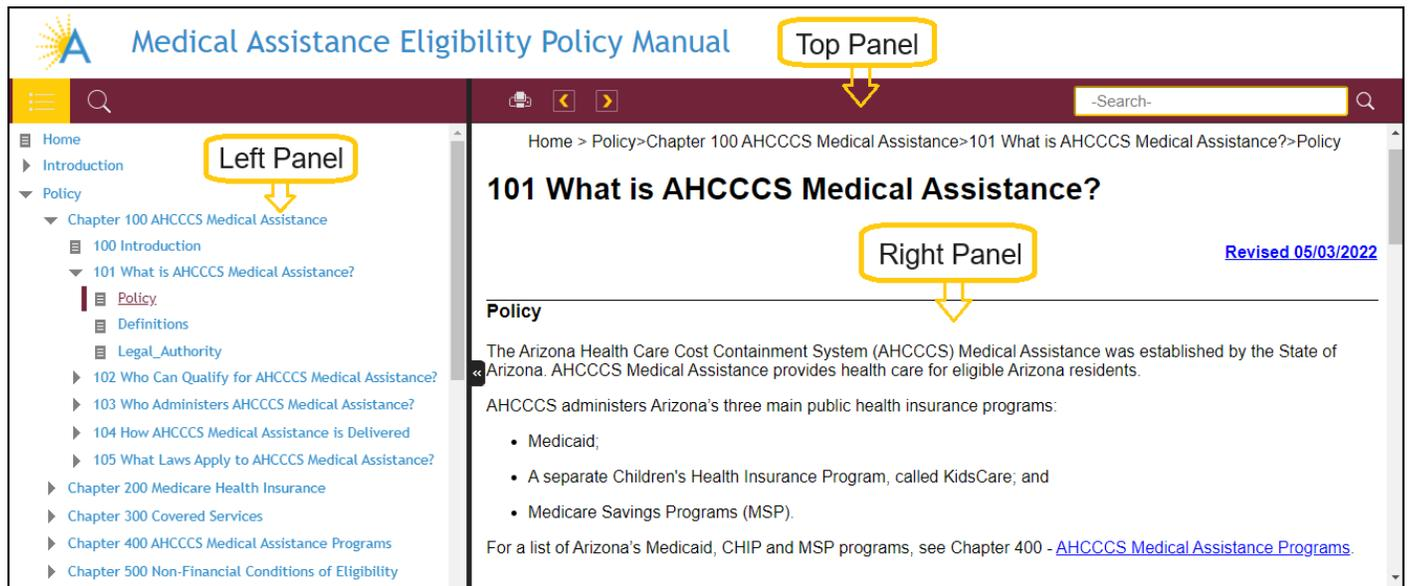 A Medical Assistance Eligibility Policy Manual
Top Panel
-Search-
Home
Introduction
Policy
Chapter 100 AHCCCS Medical Assistance
100 Introduction
101 What is AHCCCS Medical Assistance?
Policy
Definitions
Legal_Authority
102 Who Can Qualify for AHCCCS Medical Assistance?
103 Who Administers AHCCCS Medical Assistance?
104 How AHCCCS Medical Assistance is Delivered
105 What Laws Apply to AHCCCS Medical Assistance?
Chapter 200 Medicare Health Insurance
Chapter 300 Covered Services
Chapter 400 AHCCCS Medical Assistance Programs
Chapter 500 Non-Financial Conditions of Eligibility
Left Panel
Home > Policy>Chapter 100 AHCCCS Medical Assistance>101 What is AHCCCS Medical Assistance?>Policy
101 What is AHCCCS Medical Assistance?
Right Panel
Revised 05/03/2022
Policy
The Arizona Health Care Cost Containment System (AHCCCS) Medical Assistance was established by the State of
Arizona. AHCCCS Medical Assistance provides health care for eligible Arizona residents.
AHCCCS administers Arizona's three main public health insurance programs:
• Medicaid;
• A separate Children's Health Insurance Program, called KidsCare; and
• Medicare Savings Programs (MSP).
For a list of Arizona's Medicaid, CHIP and MSP programs, see Chapter 400 - AHCCCS Medical Assistance Programs.